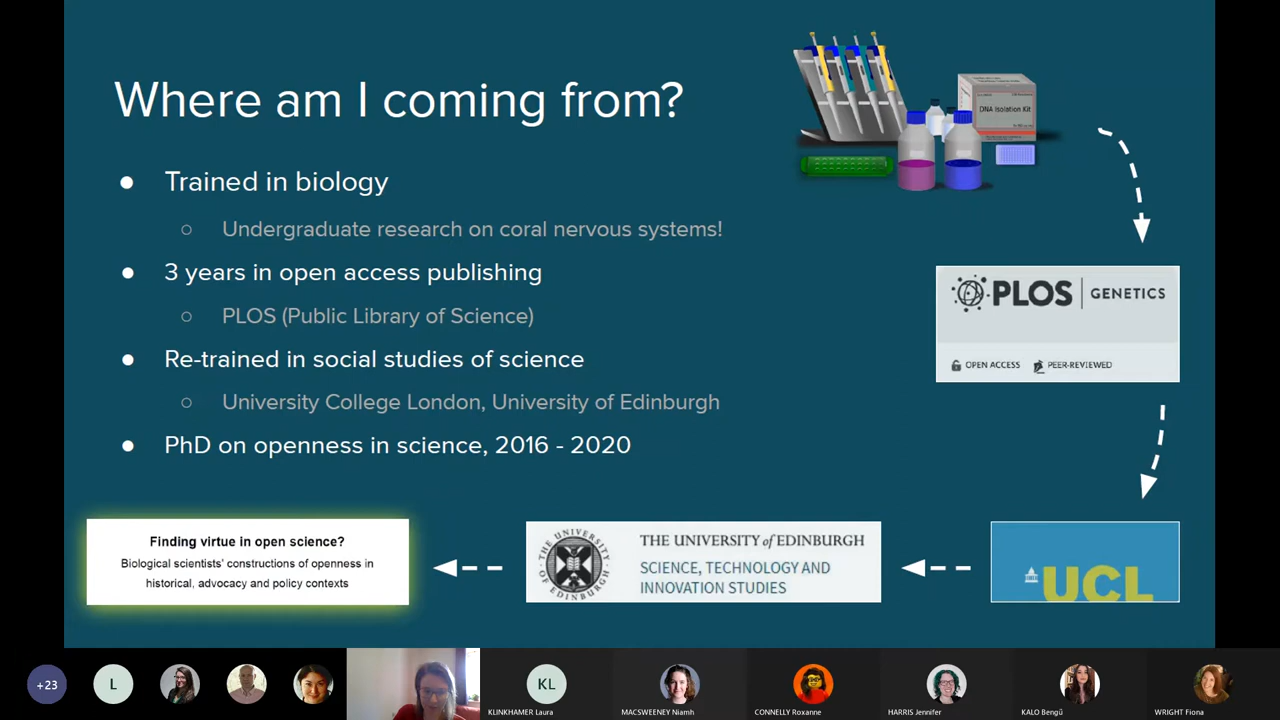 Where am I coming from?
● Trained in biology
○ Undergraduate research on coral nervous systems!
● 3 years in open access publishing
○ PLOS (Public Library of Science)
● Re-trained in social studies of science
○ University College London, University of Edinburgh
● PhD on openness in science, 2016 - 2020
DNA Isolation Kit
PLOS GENETICS
OPEN ACCESS PEER-REVIEWED
UCL
THE UNIVERSITY of EDINBURGH
SCIENCE, TECHNOLOGY AND
INNOVATION STUDIES
THE UNIVERSITY OF EDINBURGH
Finding virtue in open science?
Biological scientists' constructions of openness in
historical, advocacy and policy contexts
+23
L
KL
KLINKHAMER Laura
MACSWEENEY Niamh
CONNELLY Roxanne
HARRIS Jennifer
KALO Bengü
WRIGHT Fiona